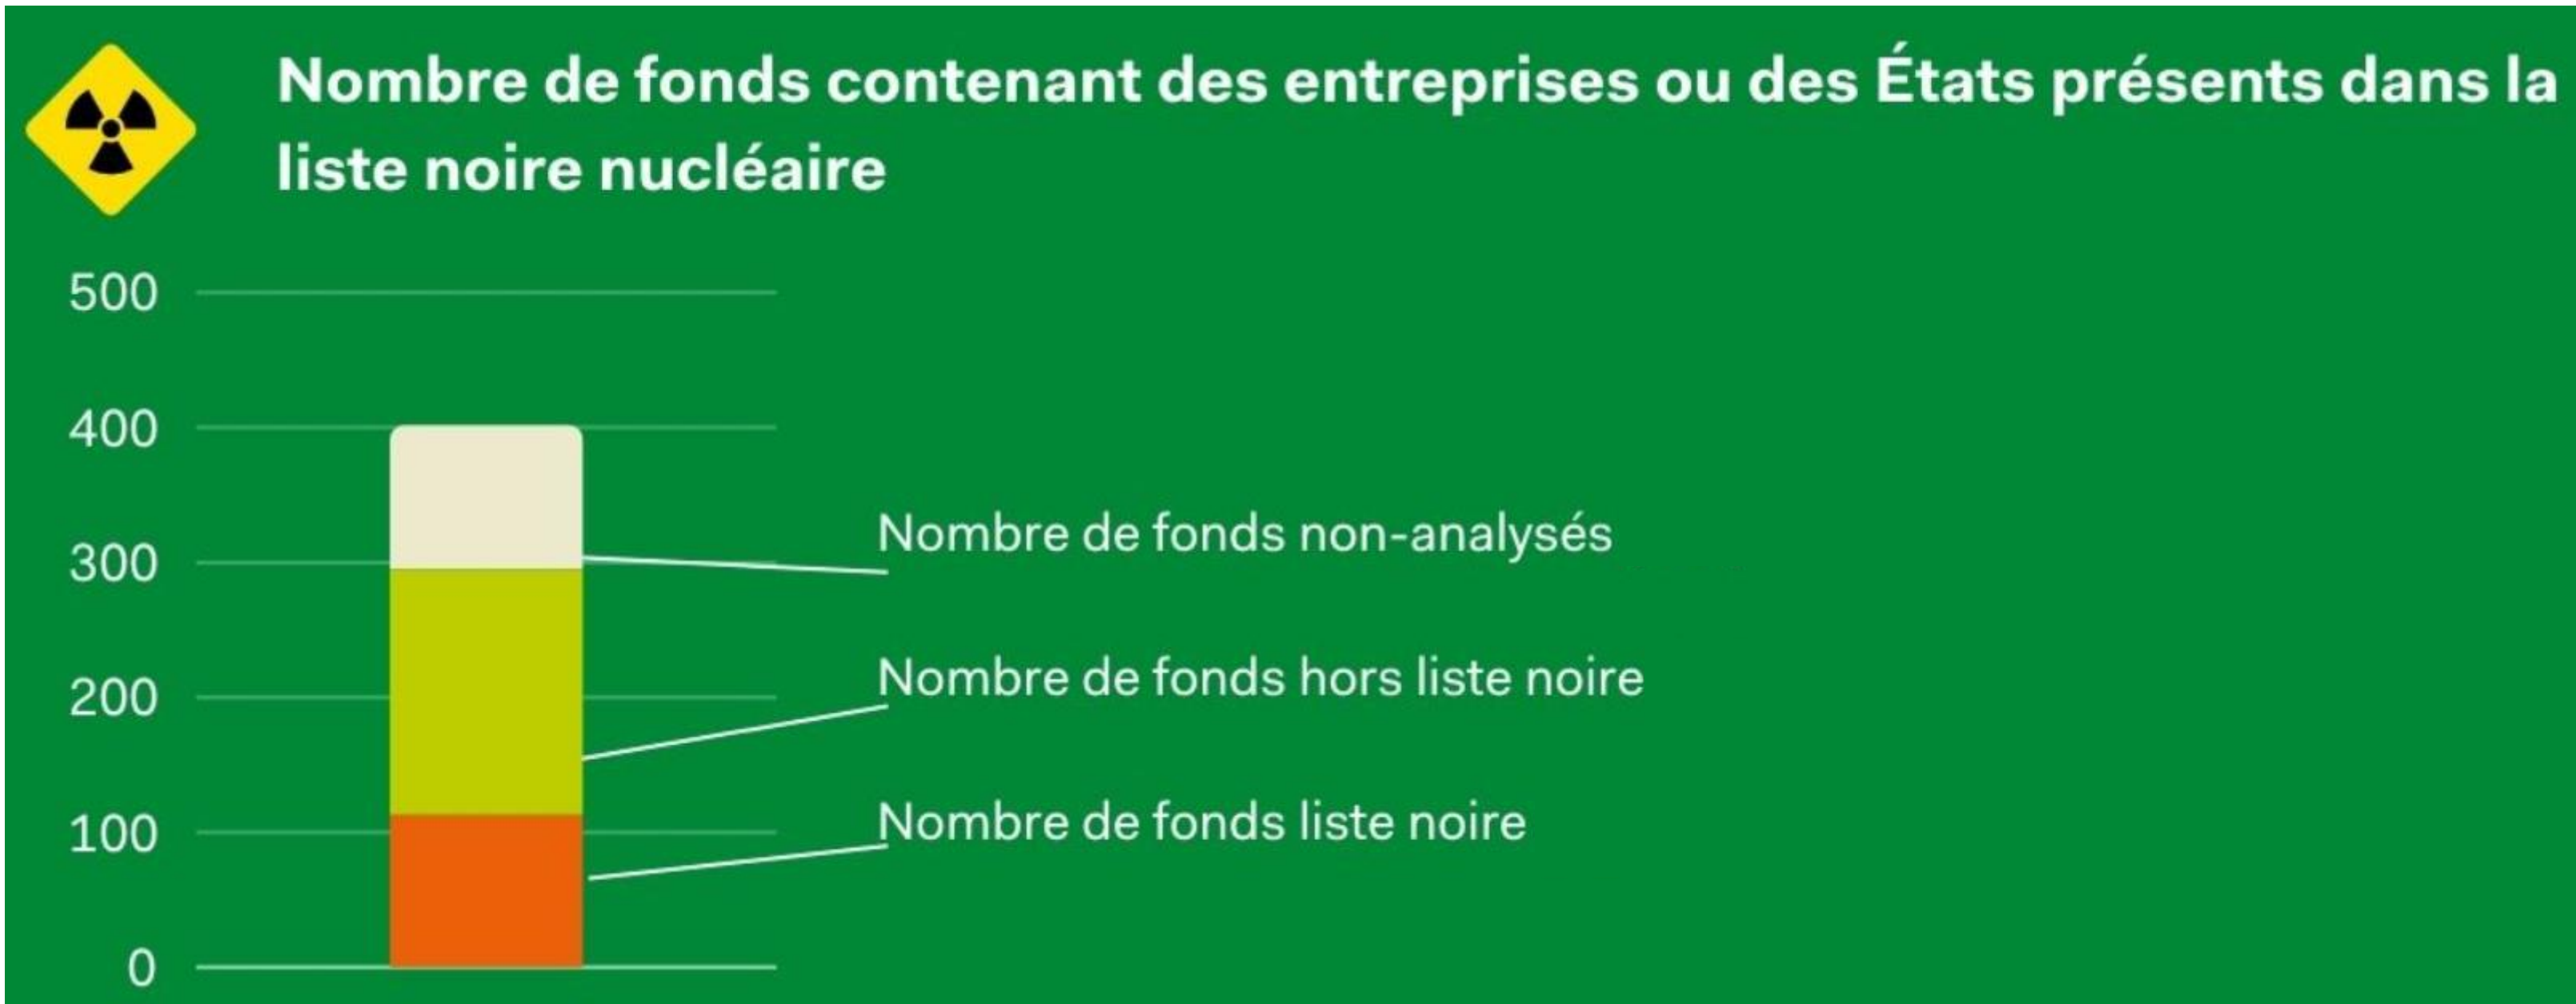 Nombre de fonds contenant des entreprises ou des États présents dans la
liste noire nucléaire
500
400
300
200
100
0
Nombre de fonds non-analysés
Nombre de fonds hors liste noire
Nombre de fonds liste noire